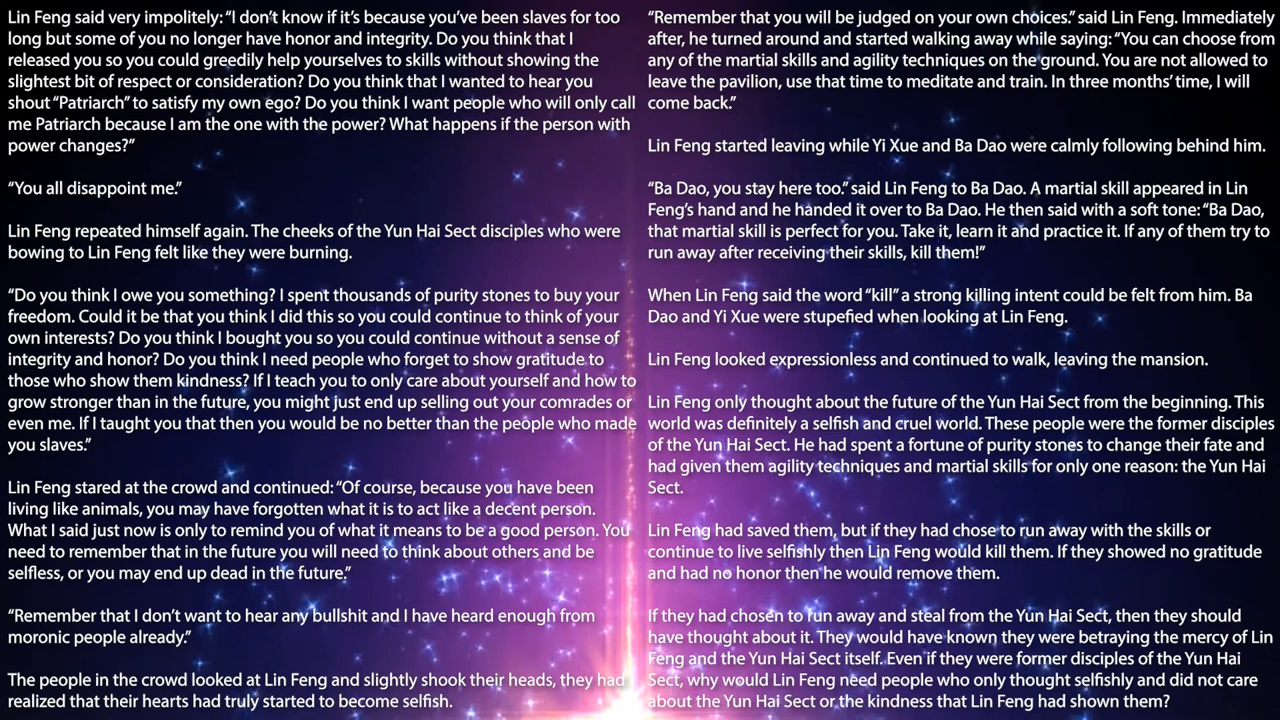 Lin Feng said very impolitely: “I don’t know if it’s because you’ve been slaves for too
long but some of you no longer have honor and integrity. Do you think that I
released you so you could greedily help yourselves to skills without showing the
slightest bit of respect or consideration? Do you think that I wanted to hear you
shout “Patriarch” to satisfy my own ego? Do you think I want people who will only call
me Patriarch because I am the one with the power? What happens if the person with
power changes?”
“You all disappoint me.”
Lin Feng repeated himself again. The cheeks of the Yun Hai Sect disciples who were
bowing to Lin Feng felt like they were burning.
“Do you think I owe you something? I spent thousands of purity stones to buy your
freedom. Could it be that you think I did this so you could continue to think of your
own interests? Do you think I bought you so you could continue without a sense of
integrity and honor? Do you think I need people who forget to show gratitude to
those who show them kindness? If I teach you to only care about yourself and how to
grow stronger than in the future, you might just end up selling out your comrades or
even me. If I taught you that then you would be no better than the people who made
you slaves.”
Lin Feng stared at the crowd and continued: “Of course, because you have been
living like animals, you may have forgotten what it is to act like a decent person.
What I said just now is only to remind you of what it means to be a good person. You
need to remember that in the future you will need to think about others and be
selfless, or you may end up dead in the future.”
“Remember that I don’t want to hear any bullshit and I have heard enough from
moronic people already.”
The people in the crowd looked at Lin Feng and slightly shook their heads, they had
realized that their hearts had truly started to become selfish.
“Remember that you will be judged on your own choices.” said Lin Feng. Immediately
after, he turned around and started walking away while saying: “You can choose from
any of the martial skills and agility techniques on the ground. You are not allowed to
leave the pavilion, use that time to meditate and train. In three months’ time, I will
come back.”
Lin Feng started leaving while Yi Xue and Ba Dao were calmly following behind him.
“Ba Dao, you stay here too.” said Lin Feng to Ba Dao. A martial skill appeared in Lin
Feng’s hand and he handed it over to Ba Dao. He then said with a soft tone: “Ba Dao,
that martial skill is perfect for you. Take it, learn it and practice it. If any of them try to
run away after receiving their skills, kill them!”
When Lin Feng said the word “kill” a strong killing intent could be felt from him. Ba
Dao and Yi Xue were stupefied when looking at Lin Feng.
Lin Feng looked expressionless and continued to walk, leaving the mansion.
Lin Feng only thought about the future of the Yun Hai Sect from the beginning. This
world was definitely a selfish and cruel world. These people were the former disciples
of the Yun Hai Sect. He had spent a fortune of purity stones to change their fate and
had given them agility techniques and martial skills for only one reason: the Yun Hai
Sect.
Lin Feng had saved them, but if they had chose to run away with the skills or
continue to live selfishly then Lin Feng would kill them. If they showed no gratitude
and had no honor then he would remove them.
If they had chosen to run away and steal from the Yun Hai Sect, then they should
have thought about it. They would have known they were betraying the mercy of Lin
Feng and the Yun Hai Sect itself. Even if they were former disciples of the Yun Hai
Sect, why would Lin Feng need people who only thought selfishly and did not care
about the Yun Hai Sect or the kindness that Lin Feng had shown them?